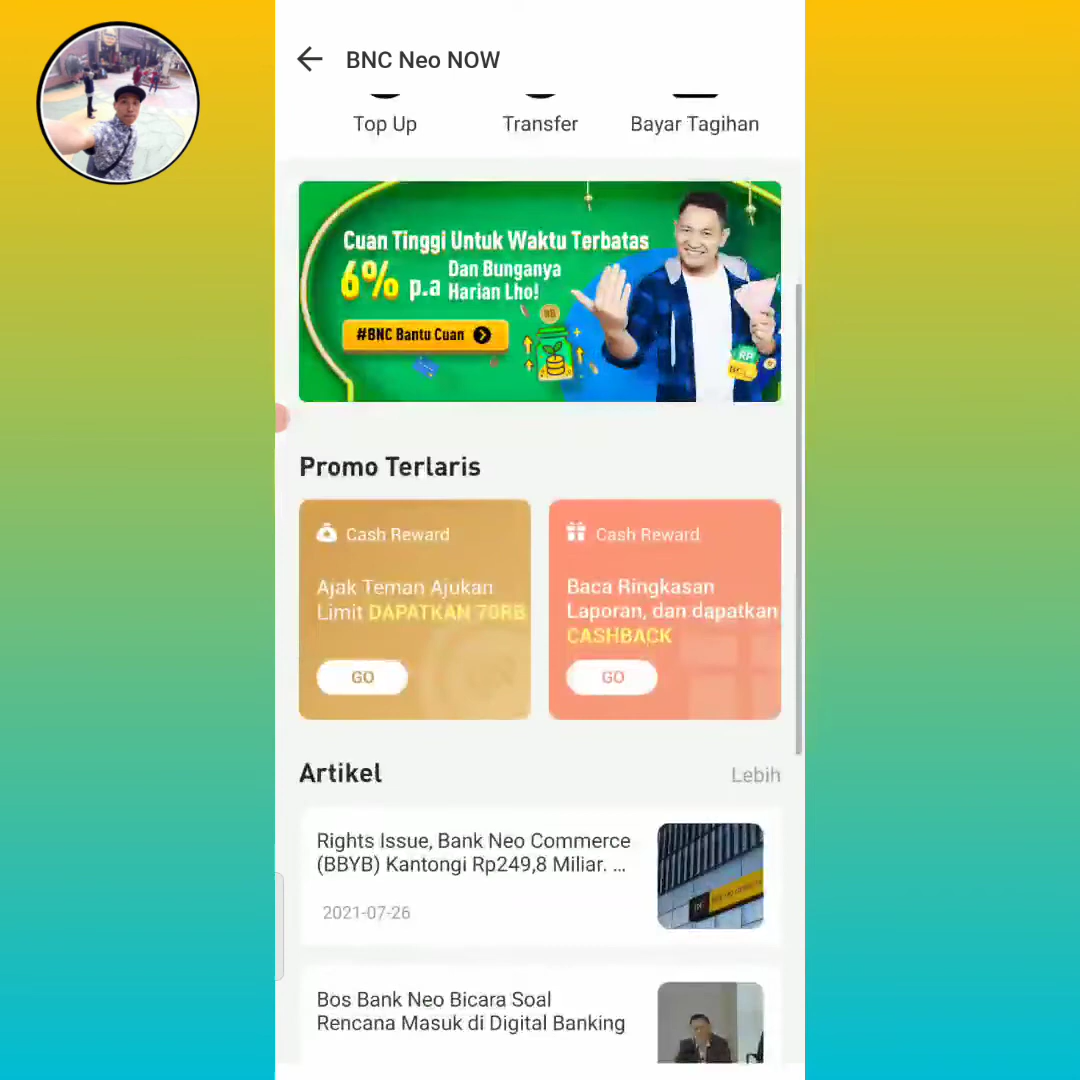 BNC Neo NOW
Top Up
Transfer
Bayar Tagihan
Cuan Tinggi Untuk Waktu Terbatas
6% p.a
Dan Bunganya
Harian Lho!
#BNC Bantu Cuan
RP
Promo Terlaris
Cash Reward
Ajak Teman Ajukan
Limit DAPATKAN 70RB
GO
Cash Reward
Baca Ringkasan
Laporan, dan dapatkan
CASHBACK
GO
Artikel
Lebih
Rights Issue, Bank Neo Commerce
(BBYB) Kantongi Rp249,8 Miliar. ...
2021-07-26
Bos Bank Neo Bicara Soal
Rencana Masuk di Digital Banking